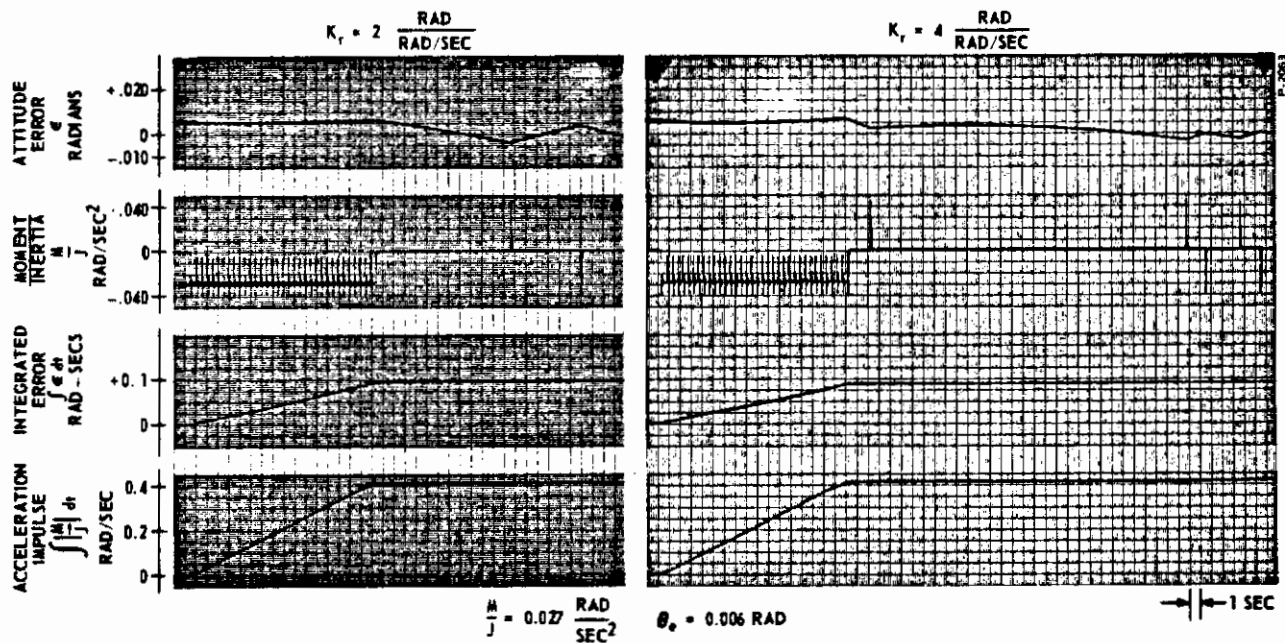 K_r = 2 RAD / RAD/SEC
K_r = 4 RAD / RAD/SEC
ATTITUDE
ERROR
ϵ
RADIANS
+.020
0
-.010
MOMENT
INERTIA
M
J
RAD/SEC²
.040
0
-.040
INTEGRATED
ERROR
∫ϵ dt
RAD - SECS
+0.1
0
ACCELERATION
IMPULSE
∫|M/J| dt
RAD/SEC
0.4
0.2
0
M/J = 0.027 RAD/SEC²
θ_e = 0.006 RAD
1 SEC